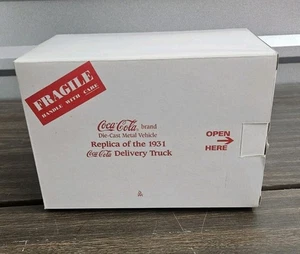 FRAGILE
HANDLE WITH CARE
Coca-Cola brand
Die-Cast Metal Vehicle
Replica of the 1931
Coca-Cola Delivery Truck
OPEN
HERE